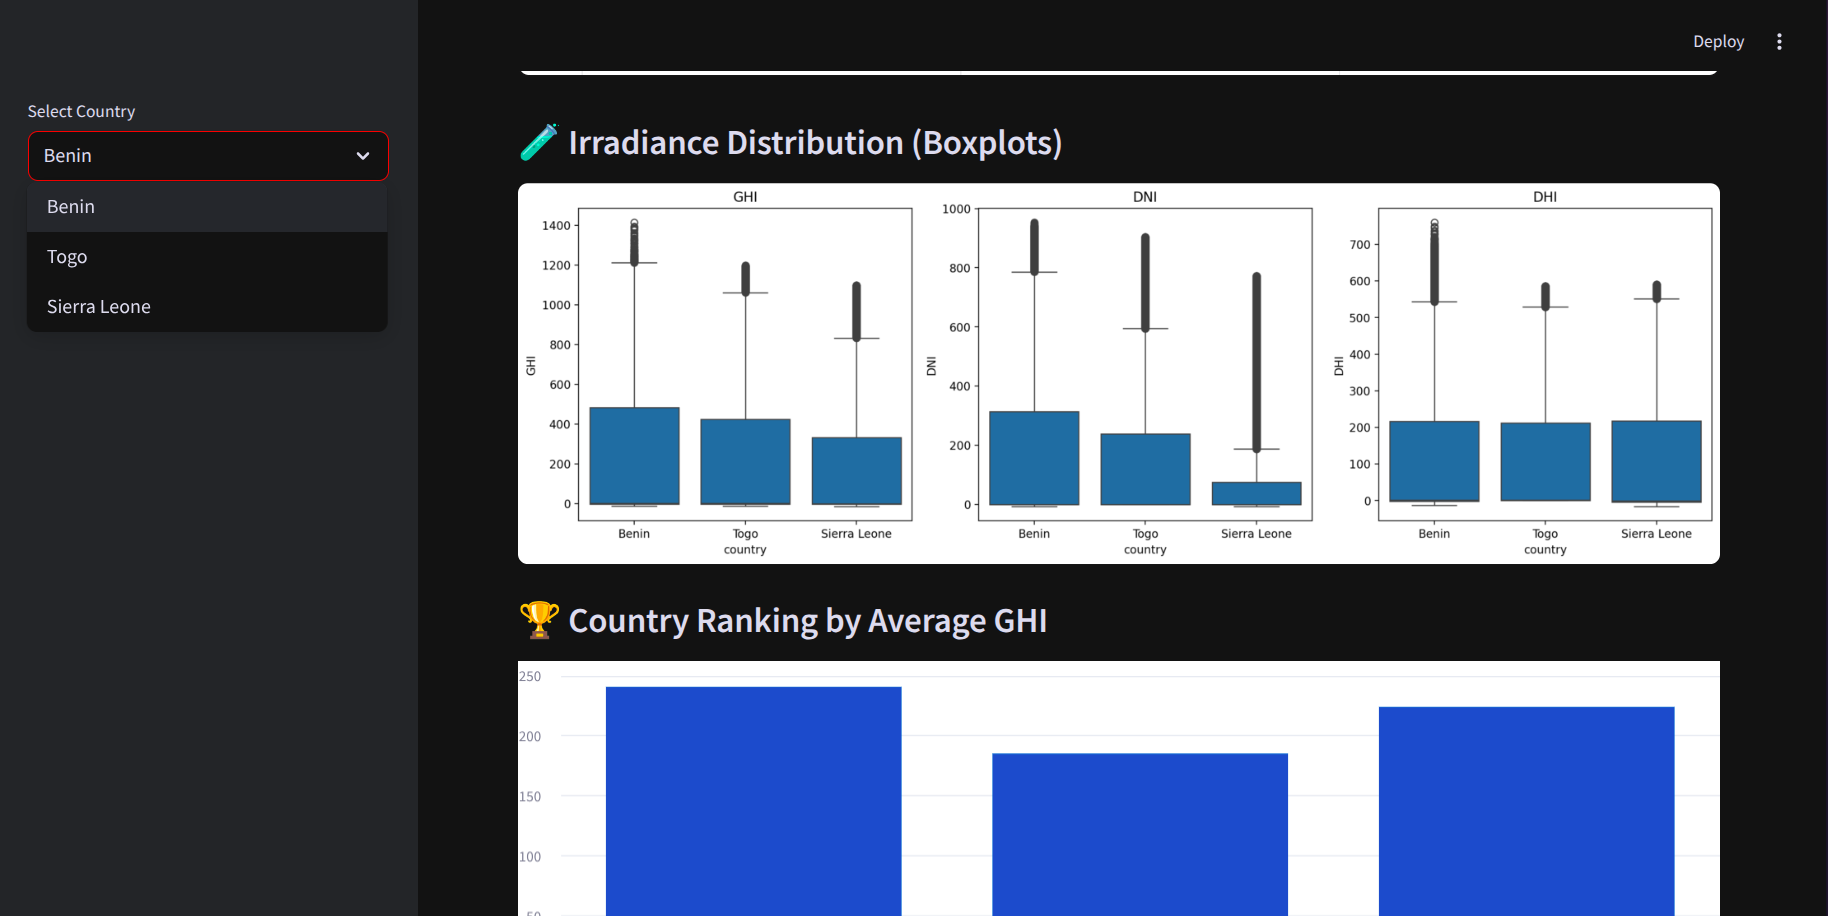 Deploy
Select Country
Benin
Benin
Togo
Sierra Leone
Irradiance Distribution (Boxplots)
GHI
1400
1200
1000
800
600
400
200
0
GHI
Benin
Togo
Sierra Leone
country
DNI
1000
800
600
400
200
0
DNI
Benin
Togo
Sierra Leone
country
DHI
700
600
500
400
300
200
100
0
DHI
Benin
Togo
Sierra Leone
country
Country Ranking by Average GHI
250
200
150
100
50